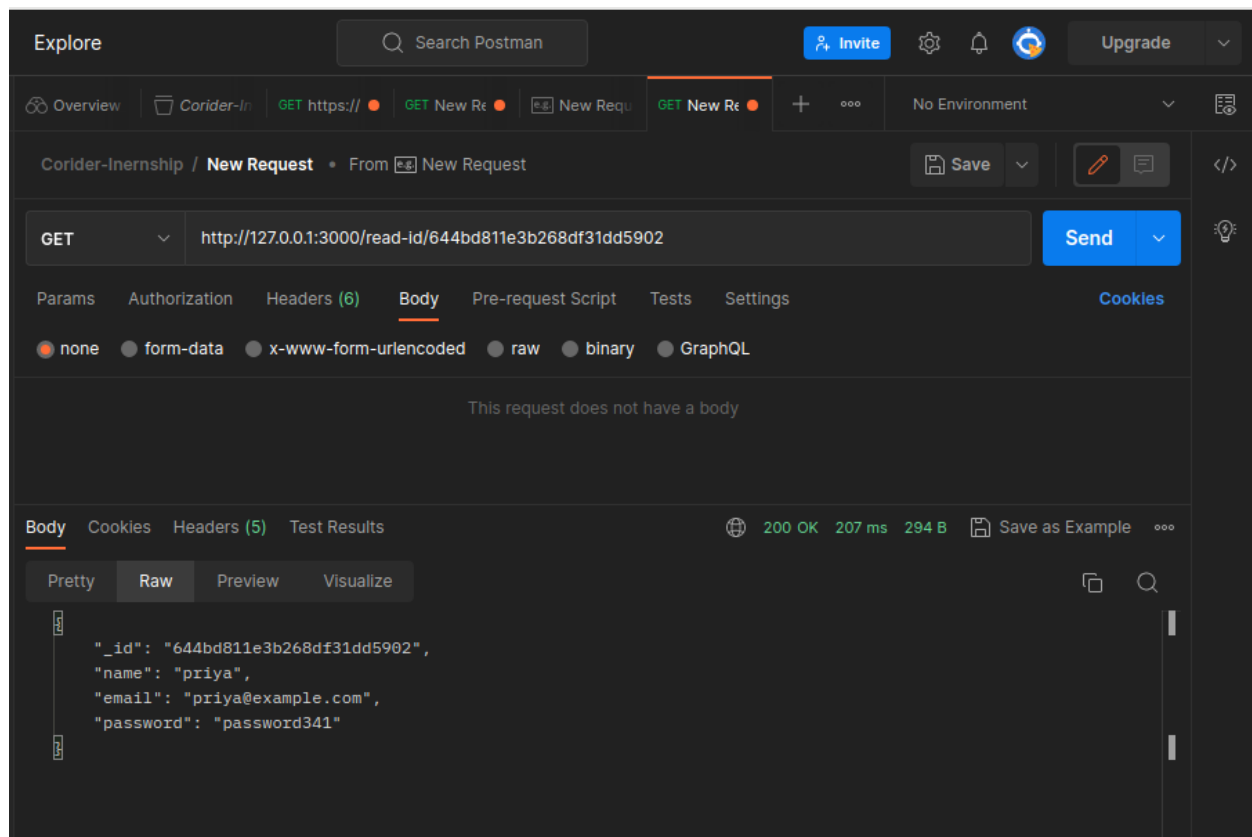 Explore Search Postman Invite Upgrade
Overview Corider-In GET https:// GET New Re e.g. New Requ GET New Re No Environment
Corider-Inernship / New Request • From e.g. New Request Save
</>
GET http://127.0.0.1:3000/read-id/644bd811e3b268df31dd5902 Send
Params Authorization Headers (6) Body Pre-request Script Tests Settings Cookies
none form-data x-www-form-urlencoded raw binary GraphQL
This request does not have a body
Body Cookies Headers (5) Test Results 200 OK 207 ms 294 B Save as Example
Pretty Raw Preview Visualize
{
"_id": "644bd811e3b268df31dd5902",
"name": "priya",
"email": "priya@example.com",
"password": "password341"
}